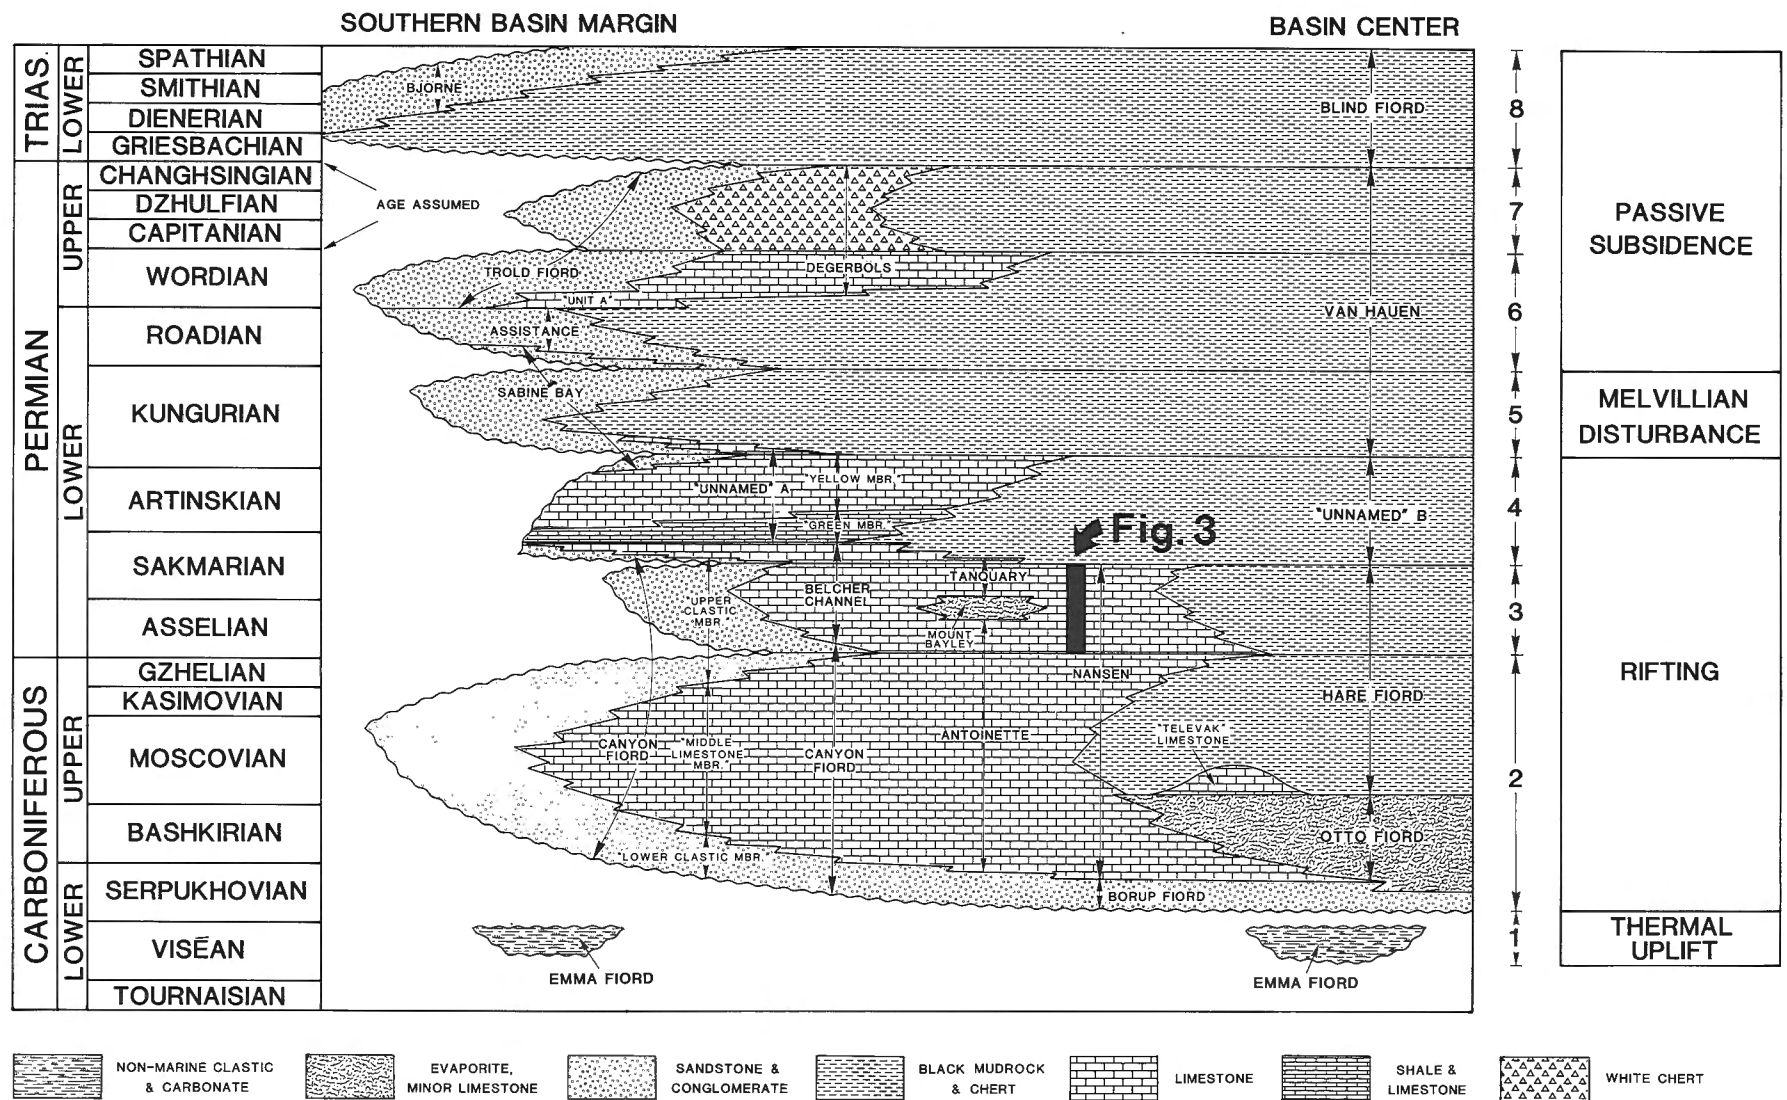 SOUTHERN BASIN MARGIN
BASIN CENTER
TRIAS.
LOWER
SPATHIAN
SMITHIAN
DIENERIAN
GRIESBACHIAN
PERMIAN
UPPER
CHANGHSINGIAN
DZHULFIAN
CAPITANIAN
WORDIAN
LOWER
ROADIAN
KUNGURIAN
ARTINSKIAN
SAKMARIAN
ASSELIAN
CARBONIFEROUS
UPPER
GZHELIAN
KASIMOVIAN
MOSCOVIAN
BASHKIRIAN
LOWER
SERPUKHOVIAN
VISĒAN
TOURNAISIAN
BJORNE
BLIND FIORD
AGE ASSUMED
TROLD FIORD
DEGERBOLS
"UNIT A"
VAN HAUEN
ASSISTANCE
SABINE BAY
"UNNAMED" A
"YELLOW MBR."
"GREEN MBR."
"UNNAMED" B
Fig. 3
TANQUARY
BELCHER
CHANNEL
"UPPER
CLASTIC
MBR.
MOUNT
BAYLEY
NANSEN
HARE FIORD
"TELEVAK
LIMESTONE"
CANYON
FIORD
"MIDDLE
LIMESTONE
MBR."
CANYON
FIORD
ANTOINETTE
OTTO FIORD
"LOWER CLASTIC MBR."
BORUP FIORD
EMMA FIORD
EMMA FIORD
8
7
6
5
4
3
2
1
PASSIVE
SUBSIDENCE
MELVILLIAN
DISTURBANCE
RIFTING
THERMAL
UPLIFT
NON-MARINE CLASTIC
& CARBONATE
EVAPORITE,
MINOR LIMESTONE
SANDSTONE &
CONGLOMERATE
BLACK MUDROCK
& CHERT
LIMESTONE
SHALE &
LIMESTONE
WHITE CHERT